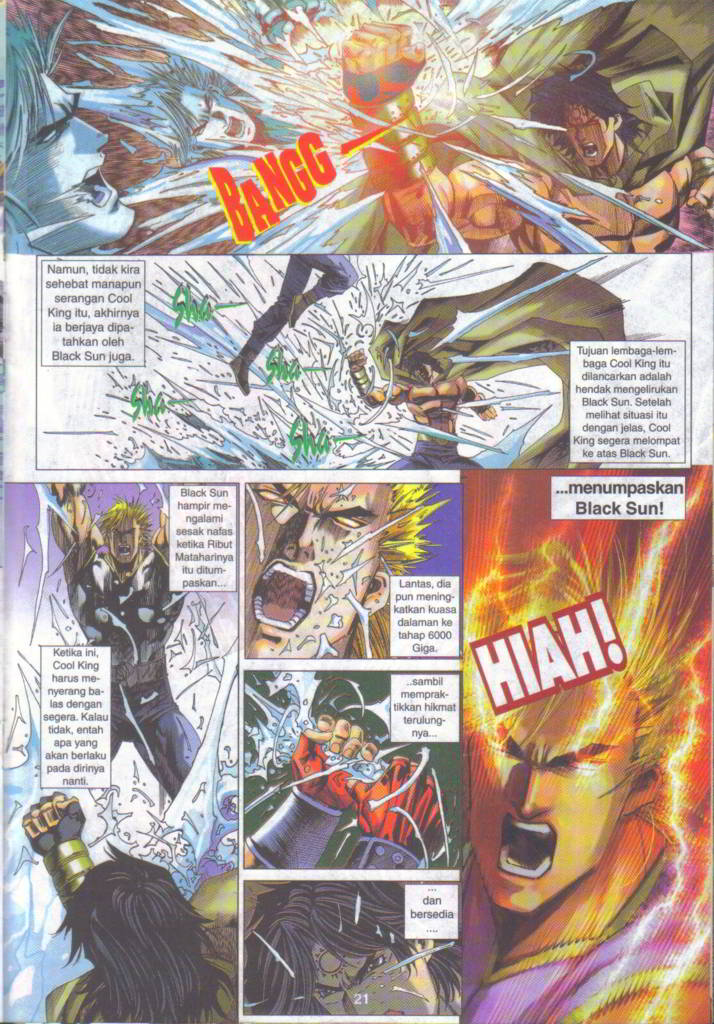 BANGG
Namun, tidak kira
sehebat manapun
serangan Cool
King itu, akhirnya
ia berjaya dipa-
tahkan oleh
Black Sun juga.
Sha
Sha
Sha
Sha
Tujuan lembaga-lem-
baga Cool King itu
dilancarkan adalah
hendak mengelirukan
Black Sun. Setelah
melihat situasi itu
dengan jelas, Cool
King segera melompat
ke atas Black Sun.
Black Sun
hampir me-
ngalami
sesak nafas
ketika Ribut
Mataharinya
itu ditum-
paskan...
Ketika ini,
Cool King
harus me-
nyerang ba-
las dengan
segera. Kalau
tidak, entah
apa yang
akan berlaku
pada dirinya
nanti.
Lantas, dia
pun mening-
katkan kuasa
dalaman ke
tahap 6000
Giga.
..sambil
memprak-
tikkan hikmat
terulung-
nya...
...
dan
bersedia
....
...menumpaskan
Black Sun!
HIAH!
21